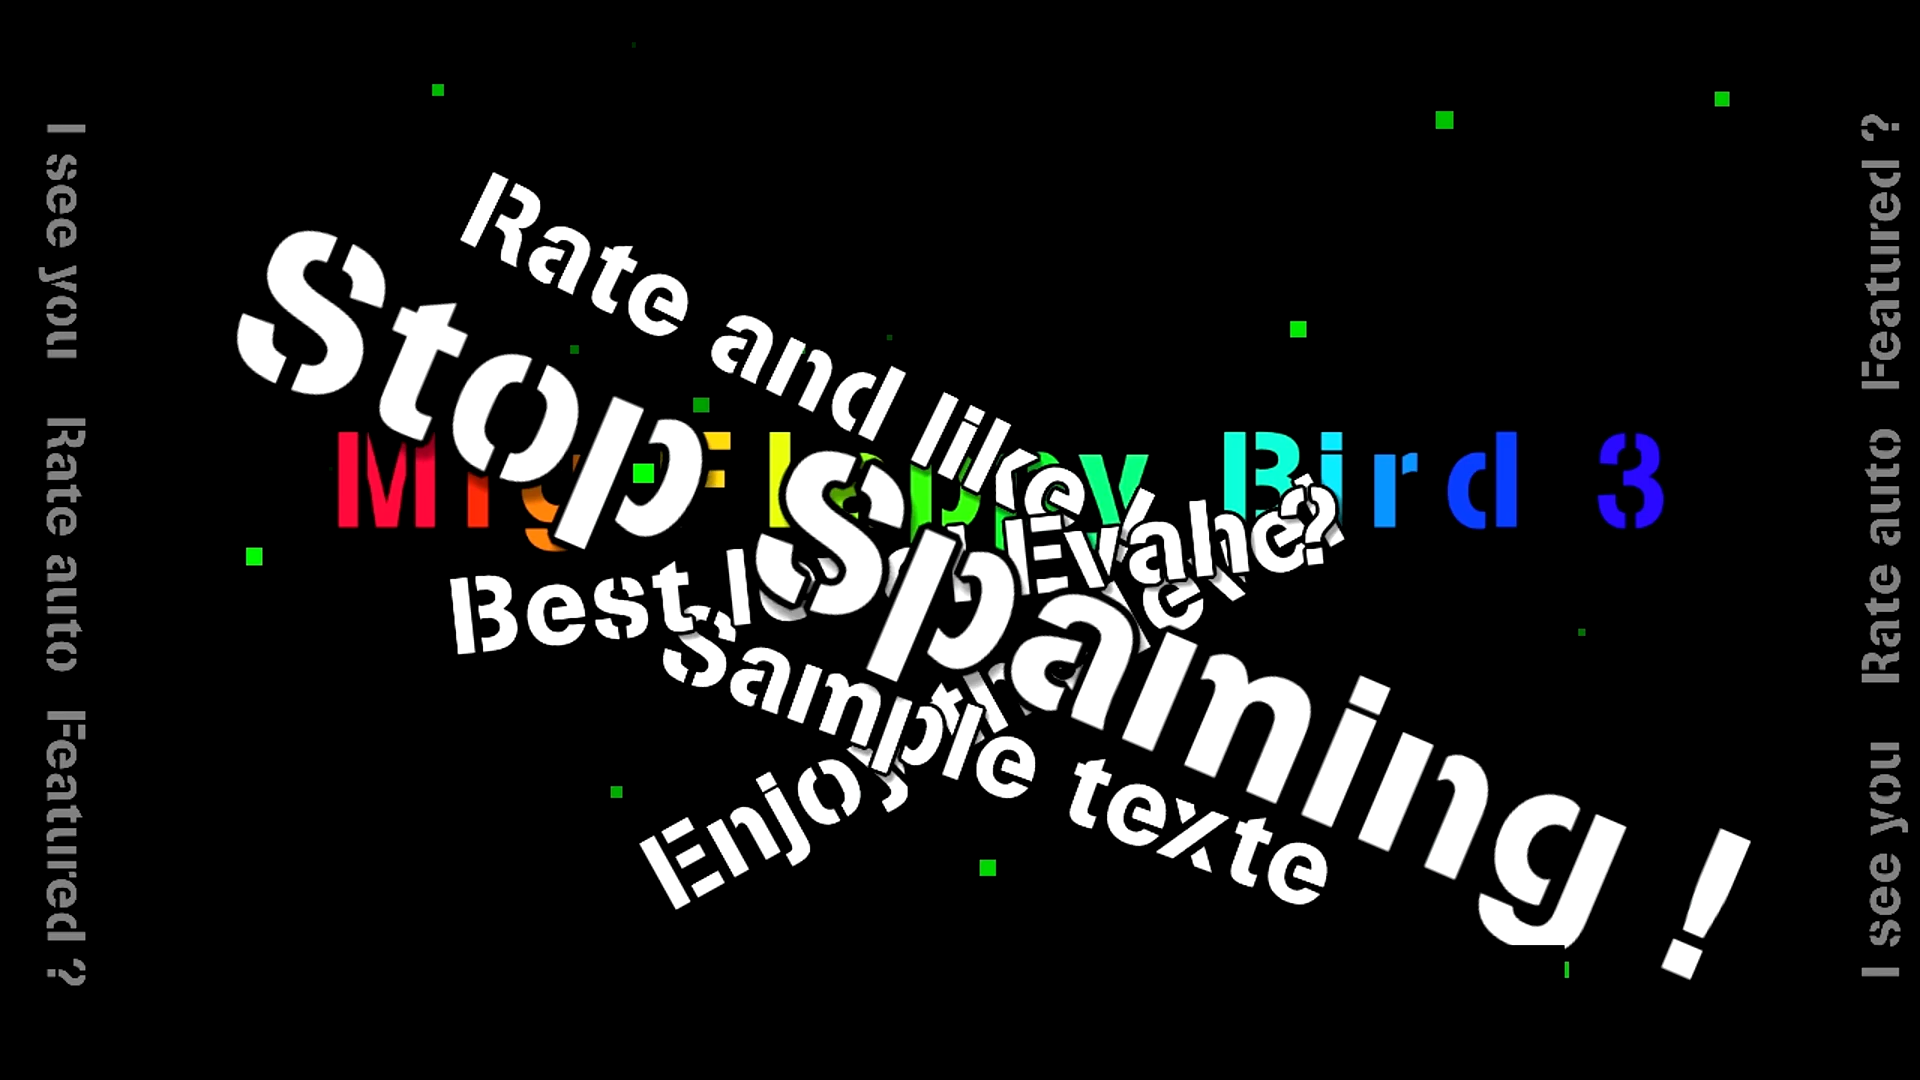 I see you Rate auto Featured ?
Rate and like
Stop Spaming !
Bird 3
Best
Evahe?
Sample texte
Enjoy
I see you Rate auto Featured ?